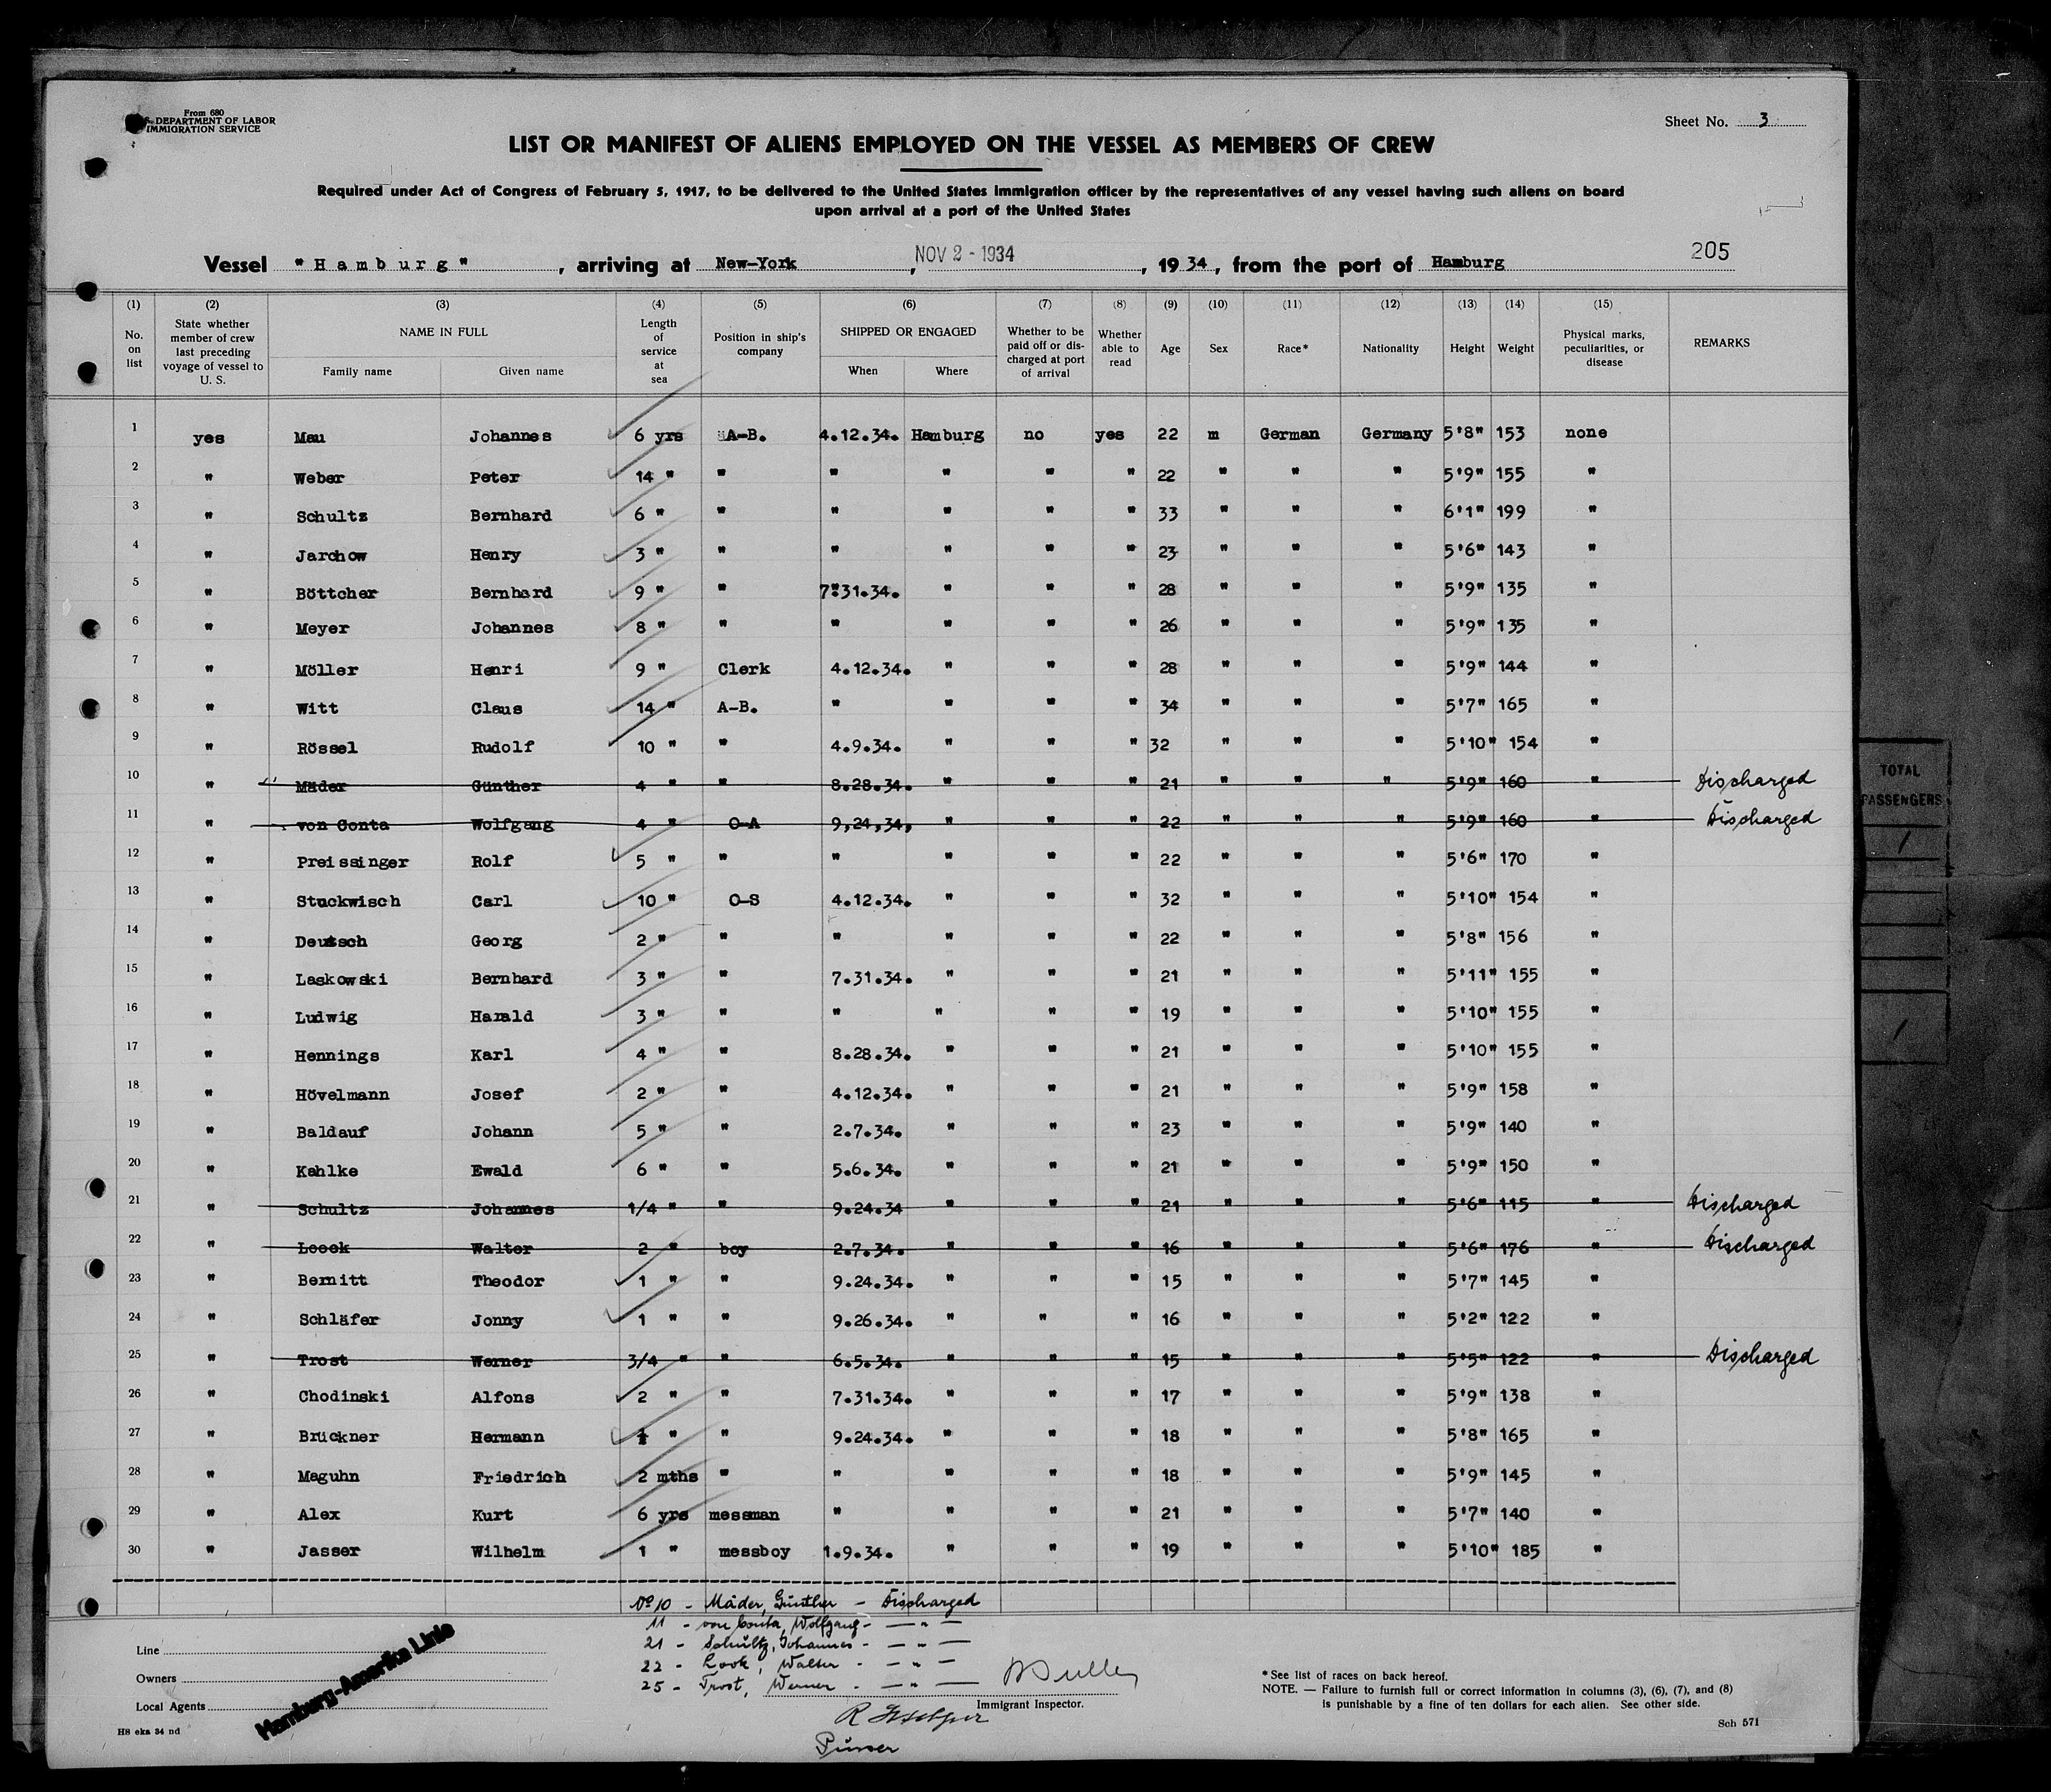 From 680
DEPARTMENT OF LABOR
IMMIGRATION SERVICE
Sheet No. 3
LIST OR MANIFEST OF ALIENS EMPLOYED ON THE VESSEL AS MEMBERS OF CREW
Required under Act of Congress of February 5, 1917, to be delivered to the United States Immigration officer by the representatives of any vessel having such aliens on board
upon arrival at a port of the United States
205
Vessel "Hamburg", arriving at New-York, NOV 2 - 1934, 1934, from the port of Hamburg
(1) (2) (3) (4) (5) (6) (7) (8) (9) (10) (11) (12) (13) (14) (15)
No. on list
State whether member of crew last preceding voyage of vessel to U. S.
NAME IN FULL
Family name Given name
Length of service at sea
Position in ship's company
SHIPPED OR ENGAGED
When Where
Whether to be paid off or discharged at port of arrival
Whether able to read
Age Sex Race* Nationality Height Weight
Physical marks, peculiarities, or disease
REMARKS
1 yes Mau Johannes 6 yrs A-B. 4.12.34. Hamburg no yes 22 m German Germany 5'8" 153 none
2 " Weber Peter 14 " " " " " " 22 " " " 5'9" 155 "
3 " Schultz Bernhard 6 " " " " " " 33 " " " 6'1" 199 "
4 " Jarchow Henry 3 " " " " " " 23 " " " 5'6" 143 "
5 " Böttcher Bernhard 9 " " 7.31.34. " " " 28 " " " 5'9" 135 "
6 " Meyer Johannes 8 " " " " " " 26 " " " 5'9" 135 "
7 " Möller Henri 9 " Clerk 4.12.34. " " " 28 " " " 5'9" 144 "
8 " Witt Claus 14 " A-B. " " " " 34 " " " 5'7" 165 "
9 " Rössel Rudolf 10 " " 4.9.34. " " " 32 " " " 5'10" 154 "
10 " Mäder Günther 4 " " 8.28.34. " " " 21 " " " 5'9" 160 " Discharged
11 " von Conta Wolfgang 4 " O-A 9,24,34, " " " 22 " " " 5'9" 160 " Discharged
12 " Preissinger Rolf 5 " " " " " " 22 " " " 5'6" 170 "
13 " Stuckwisch Carl 10 " O-S 4.12.34. " " " 32 " " " 5'10" 154 "
14 " Deutsch Georg 2 " " " " " " 22 " " " 5'8" 156 "
15 " Laskowski Bernhard 3 " " 7.31.34. " " " 21 " " " 5'11" 155 "
16 " Ludwig Harald 3 " " " " " " 19 " " " 5'10" 155 "
17 " Hennings Karl 4 " " 8.28.34. " " " 21 " " " 5'10" 155 "
18 " Hövelmann Josef 2 " " 4.12.34. " " " 21 " " " 5'9" 158 "
19 " Baldauf Johann 5 " " 2.7.34. " " " 23 " " " 5'9" 140 "
20 " Kahlke Ewald 6 " " 5.6.34. " " " 21 " " " 5'9" 150 "
21 " Schultz Johannes 1/4 " " 9.24.34 " " " 21 " " " 5'6" 115 " Discharged
22 " Loock Walter 2 " boy 2.7.34. " " " 16 " " " 5'6" 176 " Discharged
23 " Bernitt Theodor 1 " " 9.24.34. " " " 15 " " " 5'7" 145 "
24 " Schläfer Jonny 1 " " 9.26.34. " " " 16 " " " 5'2" 122 "
25 " Trost Werner 3/4 " " 6.5.34. " " " 15 " " " 5'5" 122 " Discharged
26 " Chodinski Alfons 2 " " 7.31.34. " " " 17 " " " 5'9" 138 "
27 " Brückner Hermann 1 " " 9.24.34. " " " 18 " " " 5'8" 165 "
28 " Maguhn Friedrich 2 mths " " " " " 18 " " " 5'9" 145 "
29 " Alex Kurt 6 yrs messman " " " " 21 " " " 5'7" 140 "
30 " Jasser Wilhelm 1 " messboy 1.9.34. " " " 19 " " " 5'10" 185 "
No 10 - Mäder, Günther - Discharged
11 - von Conta, Wolfgang - — " —
21 - Schultz, Johannes - — " —
22 - Look, Walter - — " —
25 - Trost, Werner - — " —
Immigrant Inspector.
Purser
Line
Owners
Local Agents
Hamburg-Amerika Linie
H8 eka 34 nd
*See list of races on back hereof.
NOTE. — Failure to furnish full or correct information in columns (3), (6), (7), and (8)
is punishable by a fine of ten dollars for each alien. See other side.
Sch 571
TOTAL
PASSENGERS
1
1